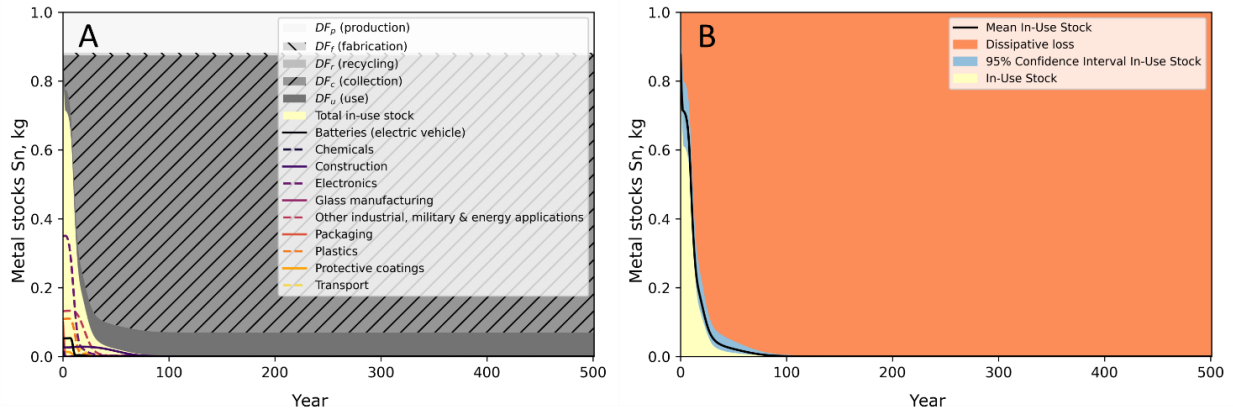 A
Metal stocks Sn, kg
1.0
0.8
0.6
0.4
0.2
0.0
0
100
200
300
400
500
Year
DFp (production)
DFf (fabrication)
DFr (recycling)
DFc (collection)
DFu (use)
Total in-use stock
Batteries (electric vehicle)
Chemicals
Construction
Electronics
Glass manufacturing
Other industrial, military & energy applications
Packaging
Plastics
Protective coatings
Transport
B
Metal stocks Sn, kg
1.0
0.8
0.6
0.4
0.2
0.0
0
100
200
300
400
500
Year
Mean In-Use Stock
Dissipative loss
95% Confidence Interval In-Use Stock
In-Use Stock